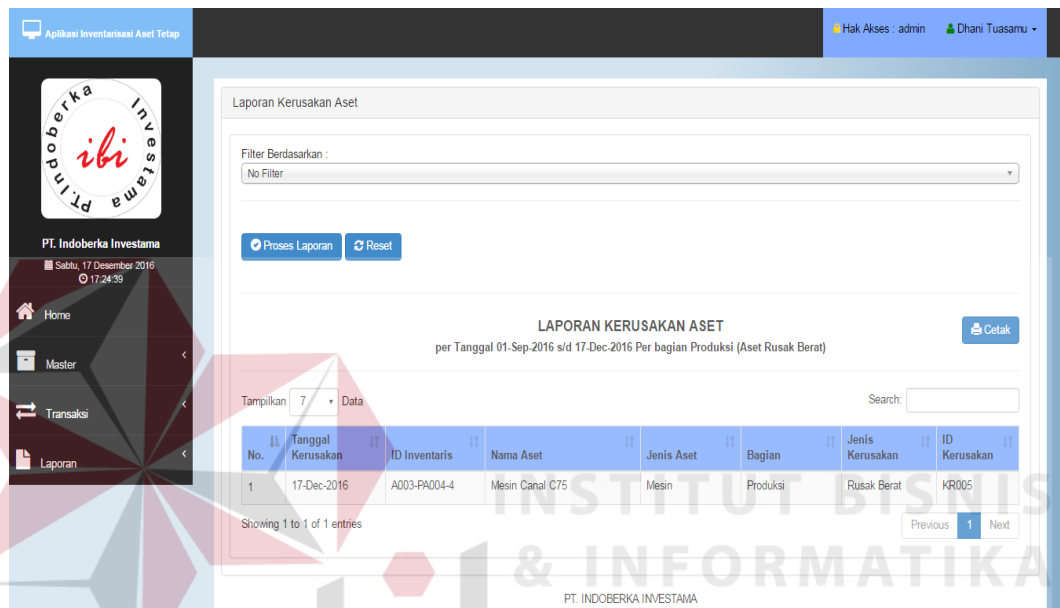 Aplikasi Inventarisasi Aset Tetap
Hak Akses : admin
Dhani Tuasamu
PT. Indoberka Investama
ibi
PT. Indoberka Investama
Sabtu, 17 Desember 2016
17:24:39
Home
Master
Transaksi
Laporan
Laporan Kerusakan Aset
Filter Berdasarkan :
No Filter
Proses Laporan
Reset
LAPORAN KERUSAKAN ASET
per Tanggal 01-Sep-2016 s/d 17-Dec-2016 Per bagian Produksi (Aset Rusak Berat)
Cetak
Tampilkan 7 Data
Search:
No. Tanggal Kerusakan ID Inventaris Nama Aset Jenis Aset Bagian Jenis Kerusakan ID Kerusakan
1 17-Dec-2016 A003-PA004-4 Mesin Canal C75 Mesin Produksi Rusak Berat KR005
Showing 1 to 1 of 1 entries
Previous 1 Next
INSTITUT BISNIS
& INFORMATIKA
PT. INDOBERKA INVESTAMA